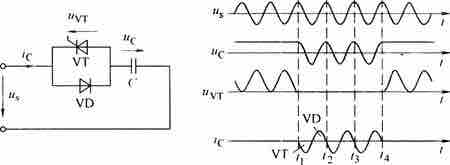 u_VT
i_C
VT
u_C
VD
C
u_s
u_s
t
u_C
t
u_VT
t
VD
i_C
VT
t_1
t_2
t_3
t_4
t